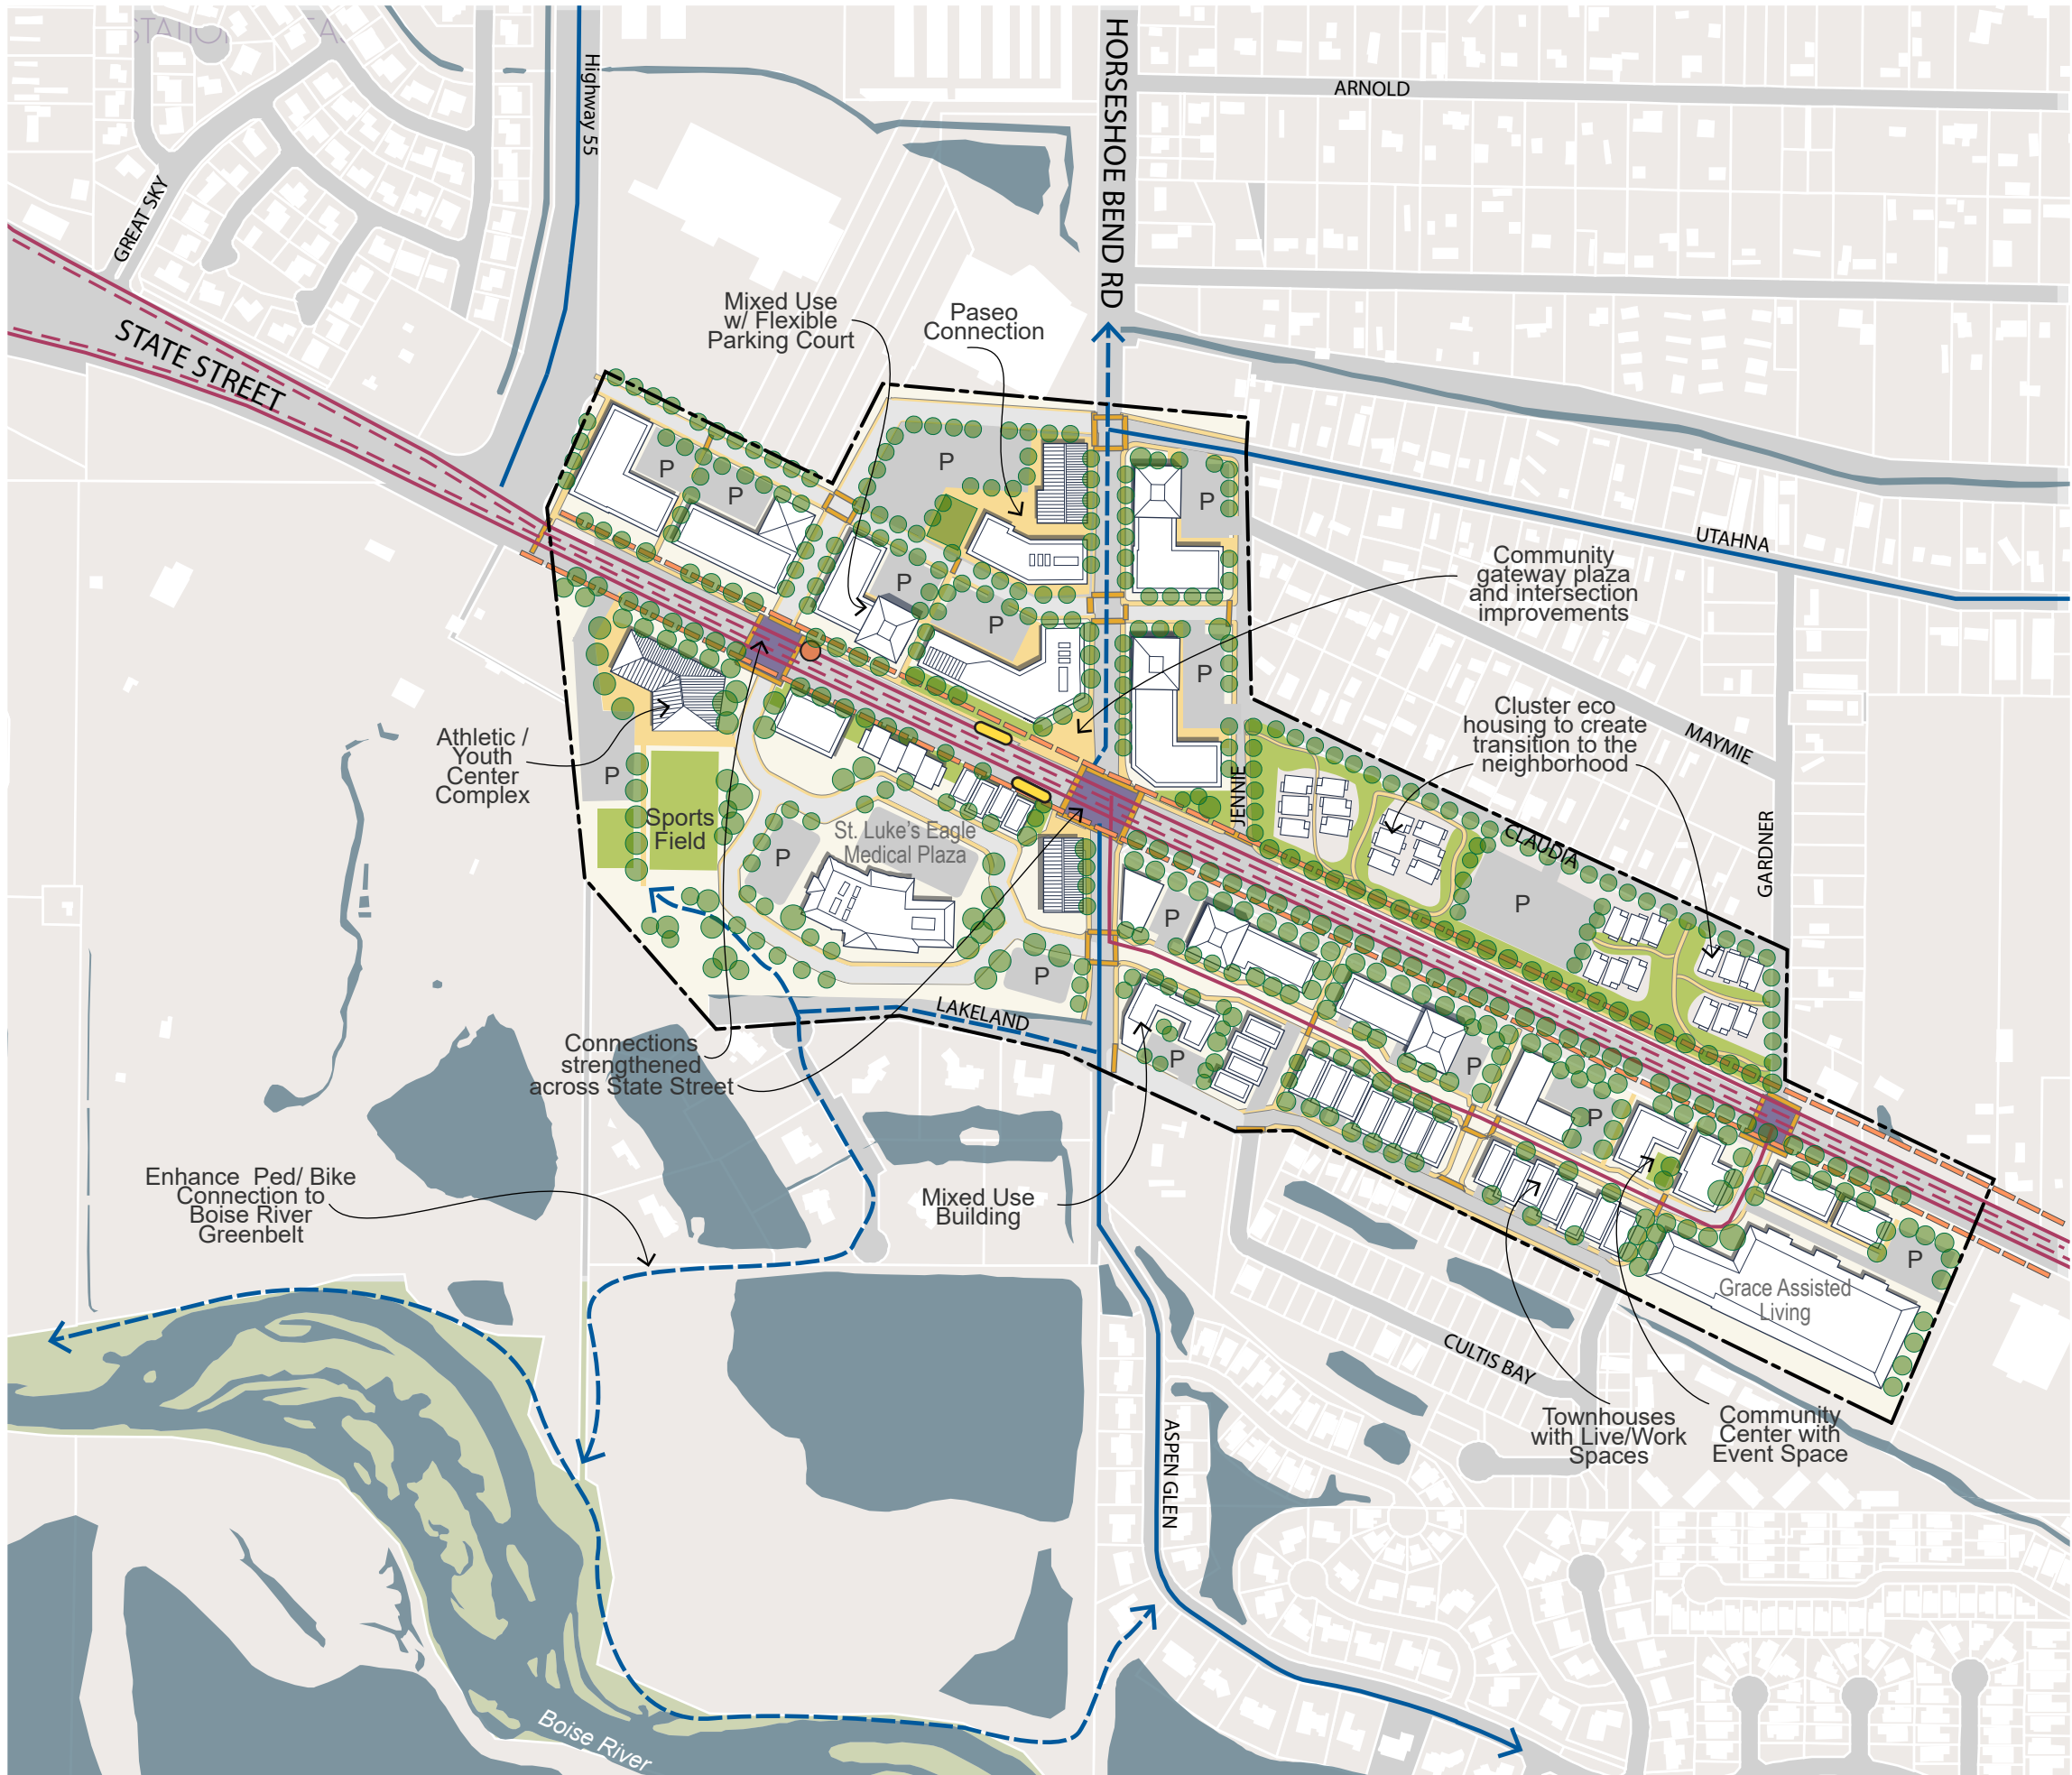 Highway 55
HORSESHOE BEND RD
ARNOLD
GREAT SKY
STATE STREET
Mixed Use
w/ Flexible
Parking Court
Paseo
Connection
P
P
P
P
P
P
P
UTAHNA
Community
gateway plaza
and intersection
improvements
MAYMIE
Cluster eco
housing to create
transition to the
neighborhood
Athletic /
Youth
Center
Complex
P
Sports
Field
St. Luke's Eagle
Medical Plaza
P
JENNIE
CLAUDIA
GARDNER
P
P
P
LAKELAND
Connections
strengthened
across State Street
P
P
P
Enhance Ped/ Bike
Connection to
Boise River
Greenbelt
Mixed Use
Building
P
Grace Assisted
Living
CULTIS BAY
ASPEN GLEN
Townhouses
with Live/Work
Spaces
Community
Center with
Event Space
Boise River